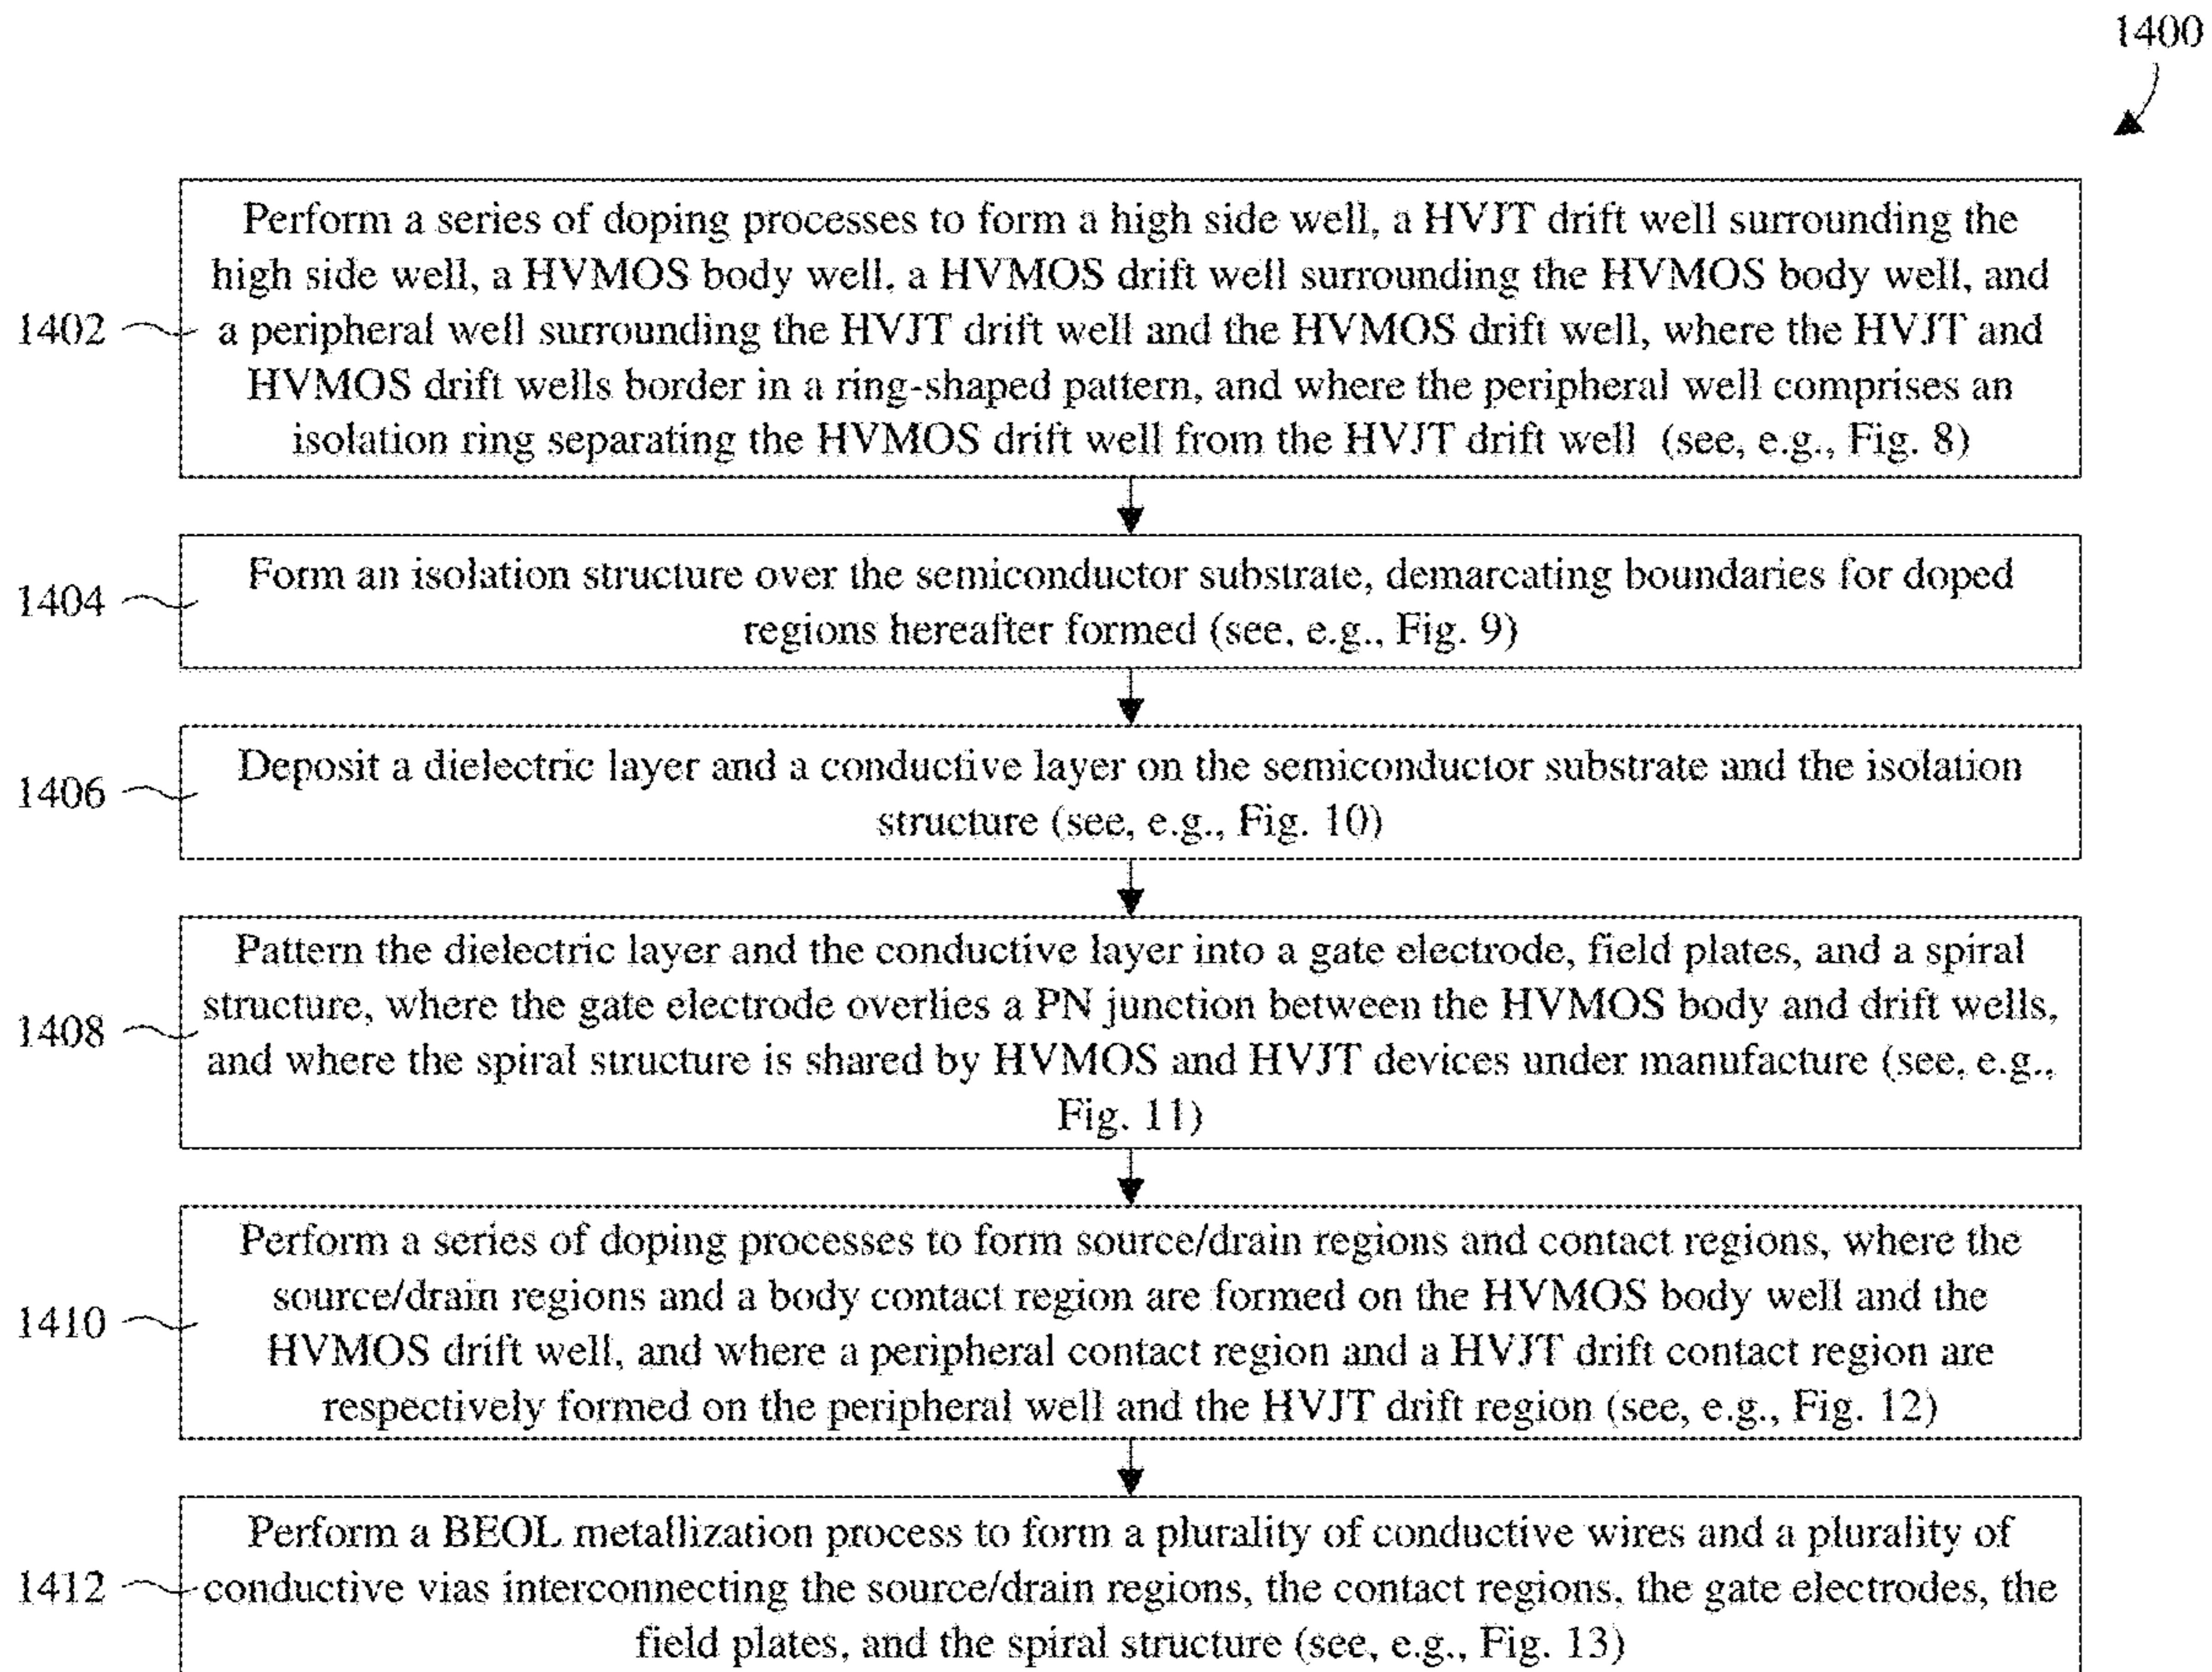 1400
Perform a series of doping processes to form a high side well, a HVJT drift well surrounding the
high side well, a HVMOS body well, a HVMOS drift well surrounding the HVMOS body well, and
1402 a peripheral well surrounding the HVJT drift well and the HVMOS drift well, where the HVJT and
HVMOS drift wells border in a ring-shaped pattern, and where the peripheral well comprises an
isolation ring separating the HVMOS drift well from the HVJT drift well (see, e.g., Fig. 8)
Form an isolation structure over the semiconductor substrate, demarcating boundaries for doped
1404
regions hereafter formed (see, e.g., Fig. 9)
Deposit a dielectric layer and a conductive layer on the semiconductor substrate and the isolation
1406
structure (see, e.g., Fig. 10)
Pattern the dielectric layer and the conductive layer into a gate electrode, field plates, and a spiral
structure, where the gate electrode overlies a PN junction between the HVMOS body and drift wells,
1408
and where the spiral structure is shared by HVMOS and HVJT devices under manufacture (see, e.g.,
Fig. 11)
Perform a series of doping processes to form source/drain regions and contact regions, where the
source/drain regions and a body contact region are formed on the HVMOS body well and the
1410
HVMOS drift well, and where a peripheral contact region and a HVJT drift contact region are
respectively formed on the peripheral well and the HVJT drift region (see, e.g., Fig. 12)
Perform a BEOL metallization process to form a plurality of conductive wires and a plurality of
1412 conductive vias interconnecting the source/drain regions, the contact regions, the gate electrodes, the
field plates, and the spiral structure (see, e.g., Fig. 13)